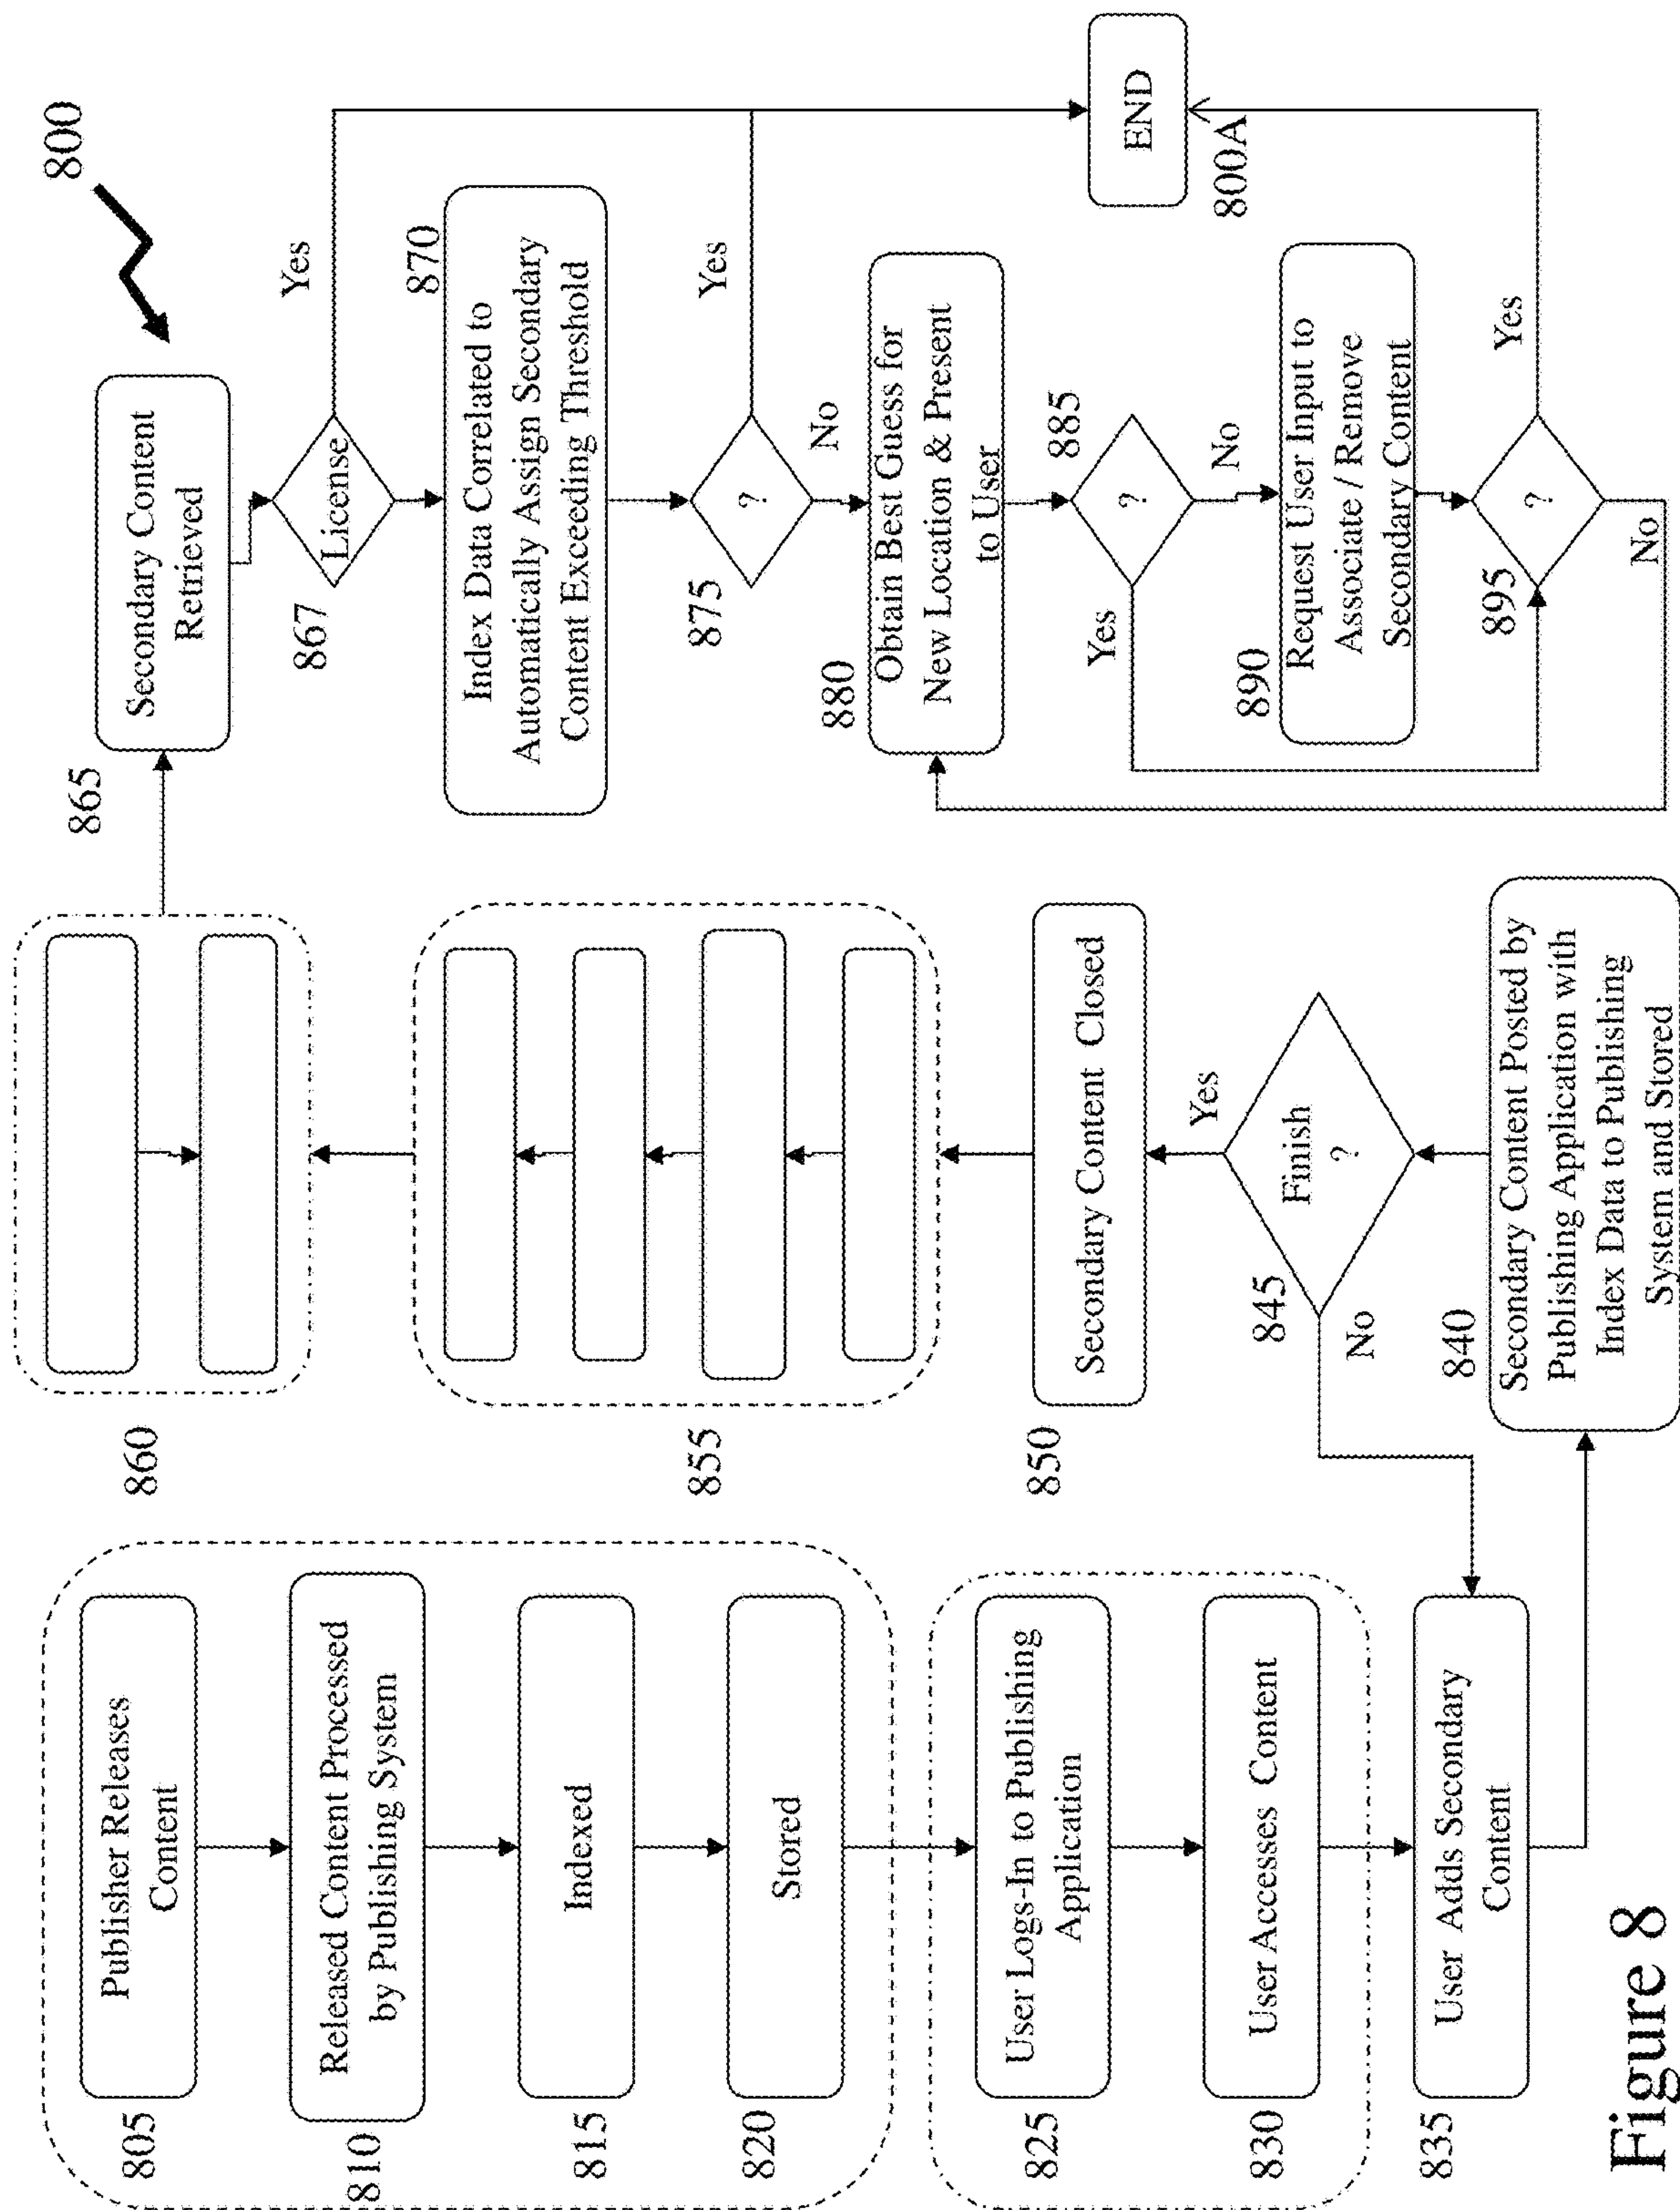 800
805
Publisher Releases
Content
810
Released Content Processed
by Publishing System
815
Indexed
820
Stored
825
User Logs-In to Publishing
Application
830
User Accesses Content
835
User Adds Secondary
Content
840
Secondary Content Posted by
Publishing Application with
Index Data to Publishing
System and Stored
845
Finish
?
No
Yes
850
Secondary Content Closed
855
860
865
Secondary Content
Retrieved
867
License
Yes
870
Index Data Correlated to
Automatically Assign Secondary
Content Exceeding Threshold
875
?
Yes
No
880
Obtain Best Guess for
New Location & Present
to User
885
?
Yes
No
890
Request User Input to
Associate / Remove
Secondary Content
895
?
Yes
No
END
800A
Figure 8